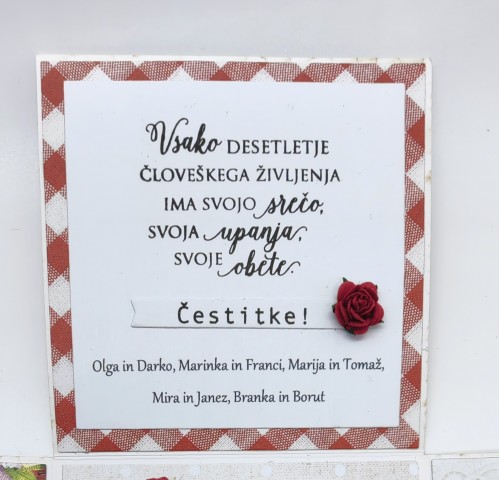 Vsako DESETLETJE
ČLOVEŠKEGA ŽIVLJENJA
IMA SVOJO srečo,
SVOJA upanja,
SVOJE obete.
Čestitke!
Olga in Darko, Marinka in Franci, Marija in Tomaž,
Mira in Janez, Branka in Borut